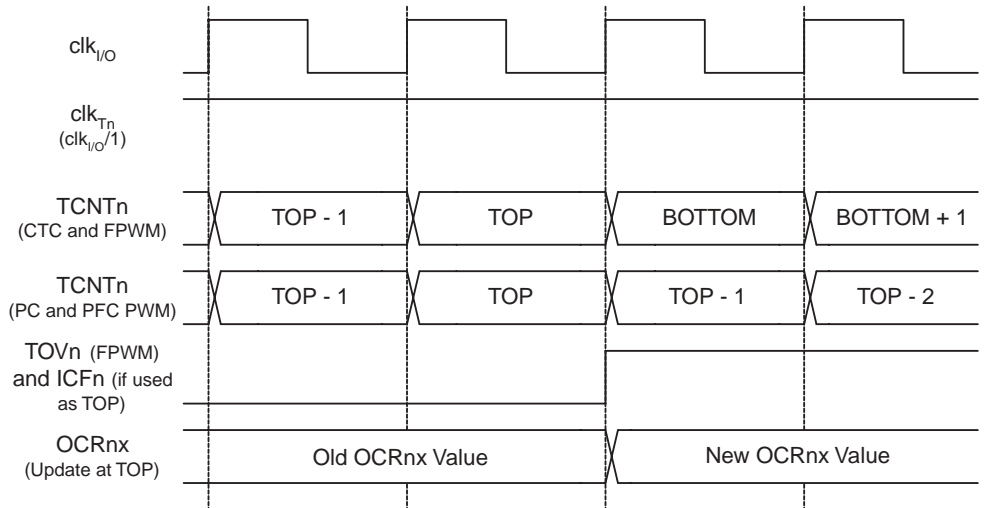 clkI/O
clkTn
(clkI/O/1)
TCNTn
(CTC and FPWM)
TOP - 1
TOP
BOTTOM
BOTTOM + 1
TCNTn
(PC and PFC PWM)
TOP - 1
TOP
TOP - 1
TOP - 2
TOVn (FPWM)
and ICFn (if used
as TOP)
OCRnx
(Update at TOP)
Old OCRnx Value
New OCRnx Value